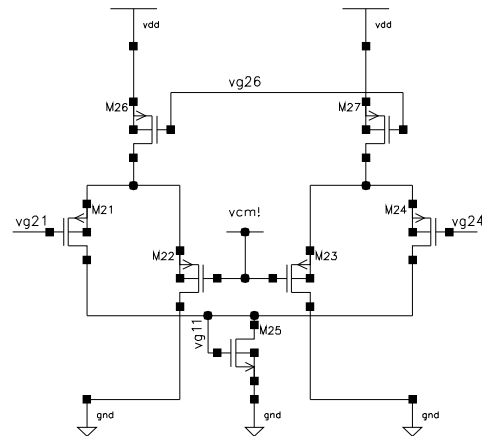 vdd
vdd
vg26
M26
M27
vg21
M21
vcm!
M24
vg24
M22
M23
vg11
M25
gnd
gnd
gnd